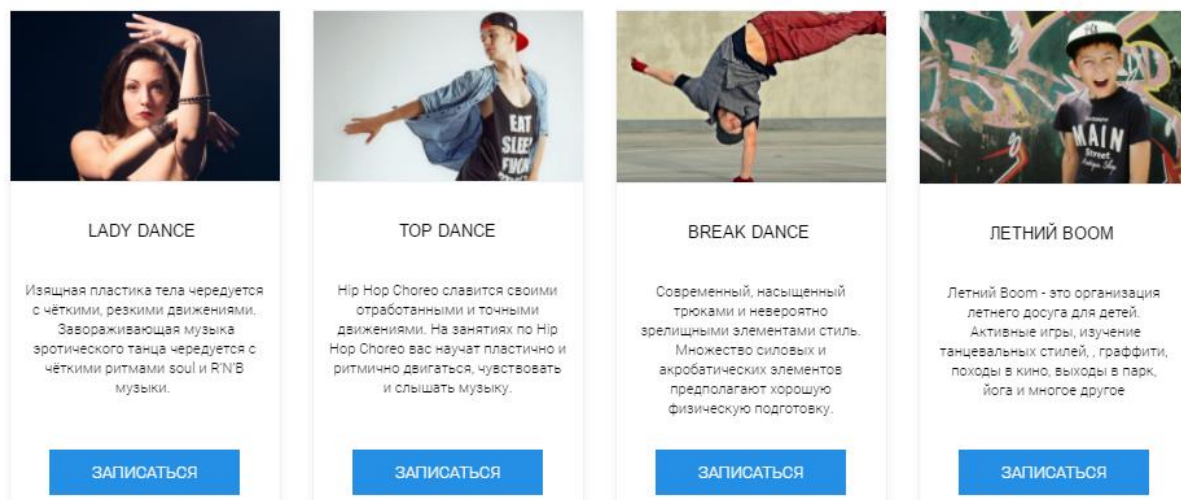 EAT
SLEE
MAIN
Street
LADY DANCE
Изящная пластика тела чередуется
с чёткими, резкими движениями.
Завораживающая музыка
эротического танца чередуется с
чёткими ритмами soul и R'N'B
музыки.
ЗАПИСАТЬСЯ
TOP DANCE
Hip Hop Choreo славится своими
отработанными и точными
движениями. На занятиях по Hip
Hop Choreo вас научат пластично и
ритмично двигаться, чувствовать
и слышать музыку.
ЗАПИСАТЬСЯ
BREAK DANCE
Современный, насыщенный
трюками и невероятно
зрелищными элементами стиль.
Множество силовых и
акробатических элементов
предполагают хорошую
физическую подготовку.
ЗАПИСАТЬСЯ
ЛЕТНИЙ BOOM
Летний Boom - это организация
летнего досуга для детей.
Активные игры, изучение
танцевальных стилей, , граффити,
походы в кино, выходы в парк,
йога и многое другое
ЗАПИСАТЬСЯ